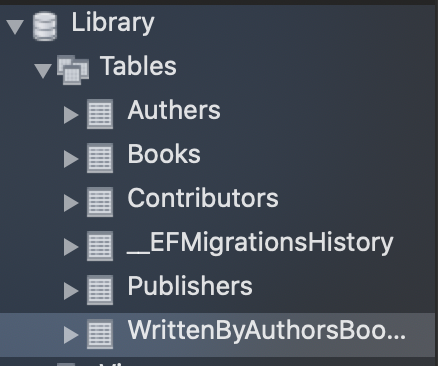 Library
Tables
Authers
Books
Contributors
__EFMigrationsHistory
Publishers
WrittenByAuthorsBoo...